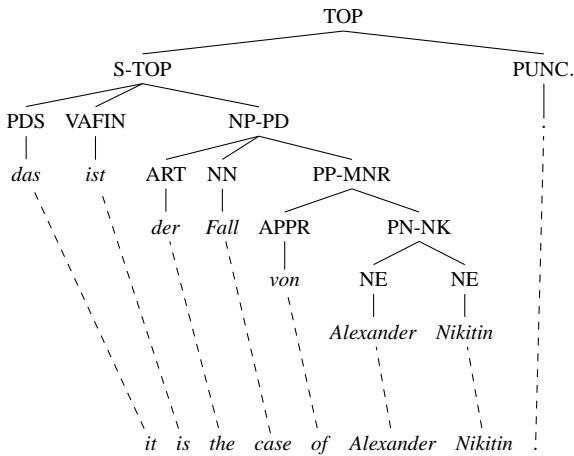 TOP
S-TOP PUNC.
PDS VAFIN NP-PD .
das ist ART NN PP-MNR
der Fall APPR PN-NK
von NE NE
Alexander Nikitin
it is the case of Alexander Nikitin .